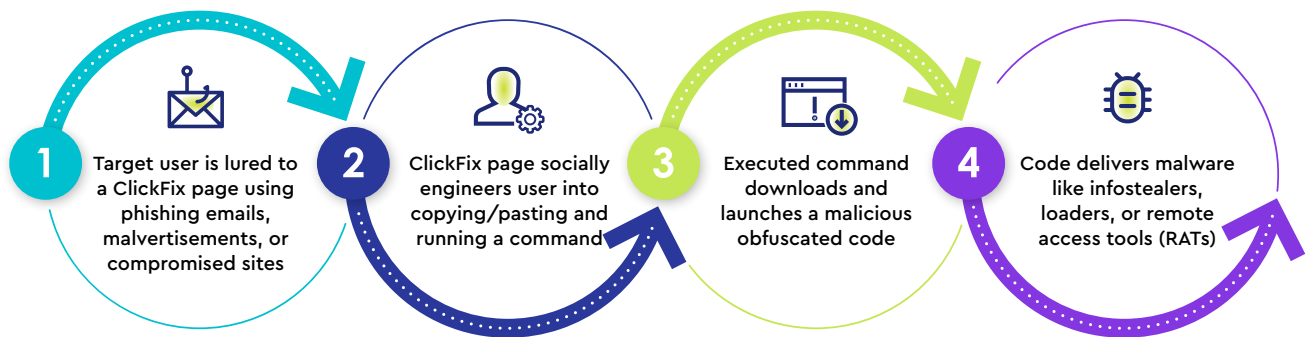 1
Target user is lured to
a ClickFix page using
phishing emails,
malvertisements, or
compromised sites
2
ClickFix page socially
engineers user into
copying/pasting and
running a command
3
Executed command
downloads and
launches a malicious
obfuscated code
4
Code delivers malware
like infostealers,
loaders, or remote
access tools (RATs)